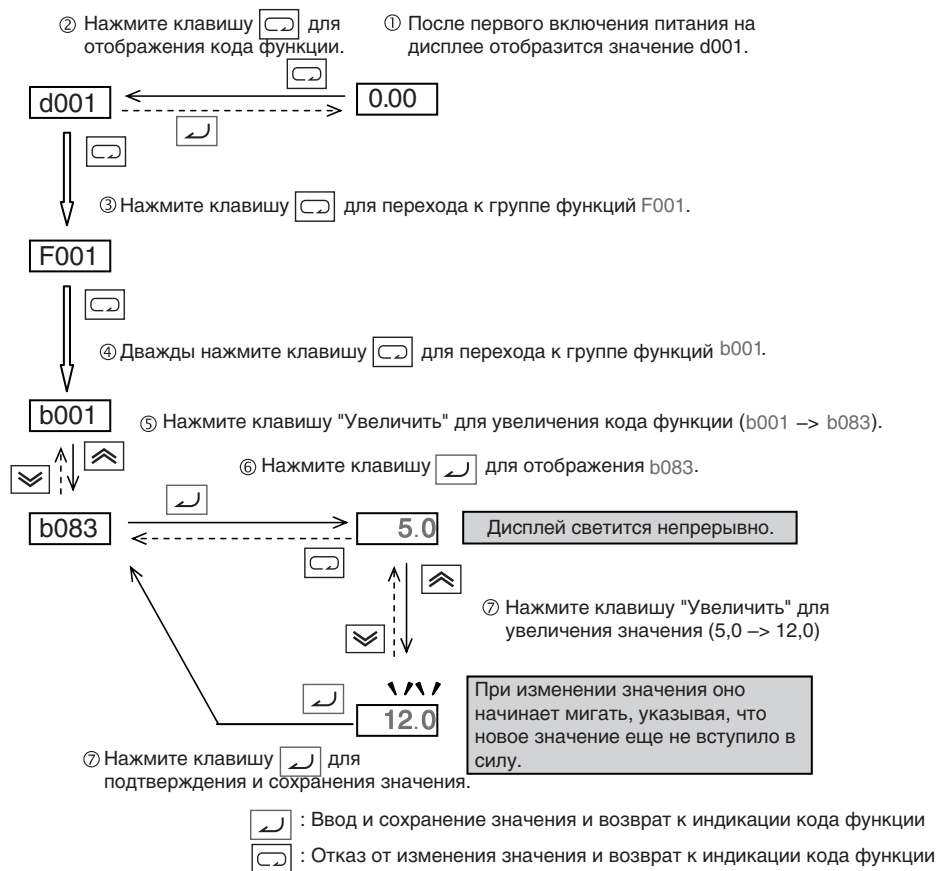 ② Нажмите клавишу для
отображения кода функции.
① После первого включения питания на
дисплее отобразится значение d001.
d001
0.00
③ Нажмите клавишу для перехода к группе функций F001.
F001
④ Дважды нажмите клавишу для перехода к группе функций b001.
b001
⑤ Нажмите клавишу "Увеличить" для увеличения кода функции (b001 –> b083).
⑥ Нажмите клавишу для отображения b083.
b083
5.0
Дисплей светится непрерывно.
⑦ Нажмите клавишу "Увеличить" для
увеличения значения (5,0 –> 12,0)
12.0
При изменении значения оно
начинает мигать, указывая, что
новое значение еще не вступило в
силу.
⑦ Нажмите клавишу для
подтверждения и сохранения значения.
: Ввод и сохранение значения и возврат к индикации кода функции
: Отказ от изменения значения и возврат к индикации кода функции